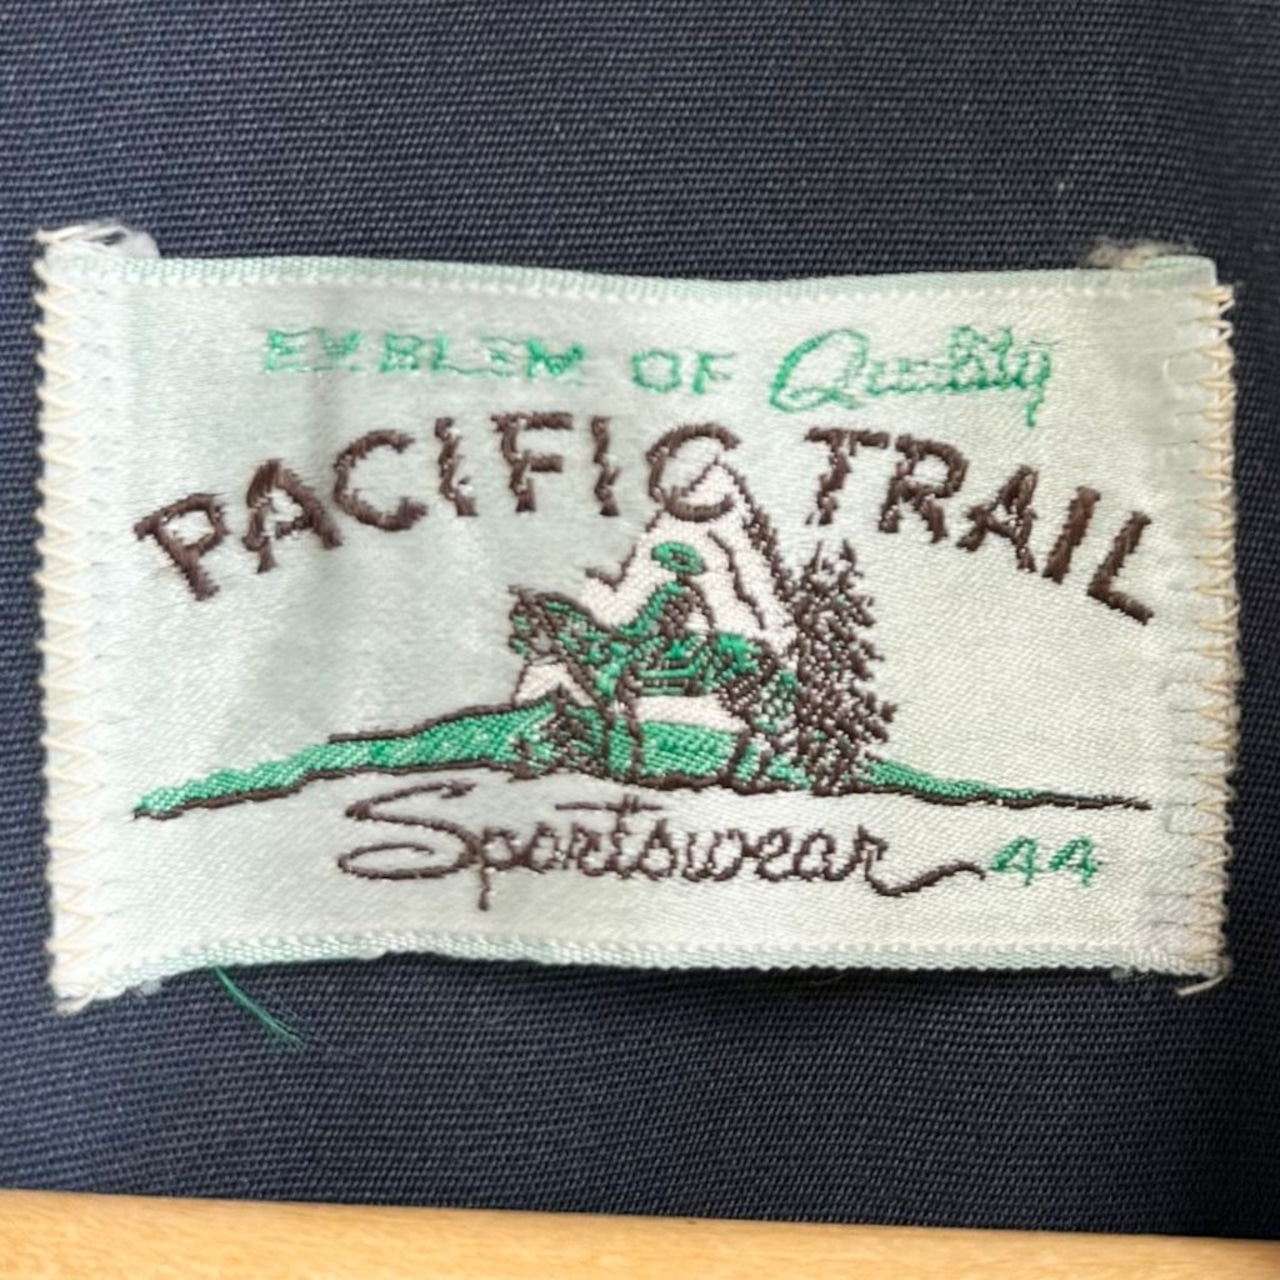 EMBLEM OF Quality
PACIFIC TRAIL
Sportswear 44